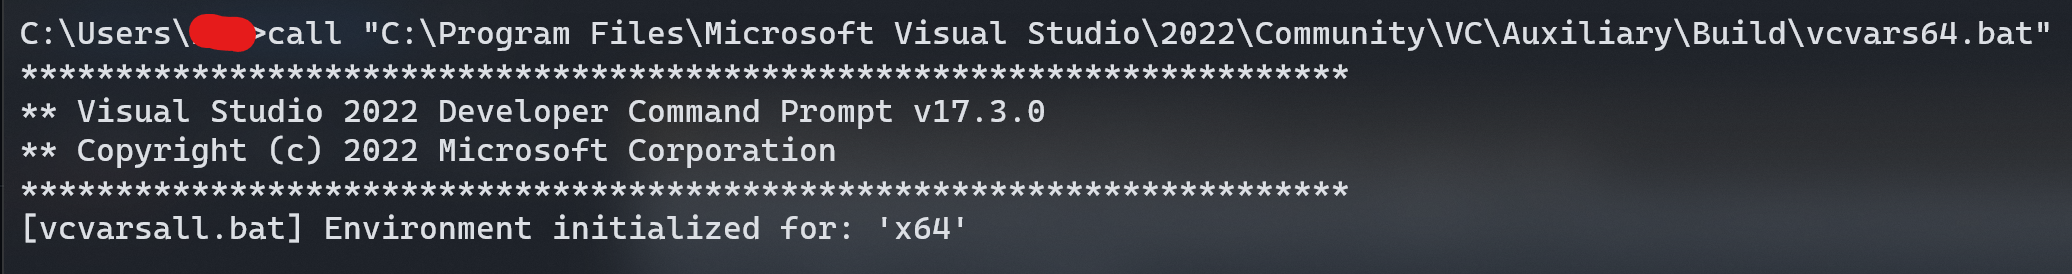 C:\Users\>call "C:\Program Files\Microsoft Visual Studio\2022\Community\VC\Auxiliary\Build\vcvars64.bat"
**********************************************************************
** Visual Studio 2022 Developer Command Prompt v17.3.0
** Copyright (c) 2022 Microsoft Corporation
**********************************************************************
[vcvarsall.bat] Environment initialized for: 'x64'